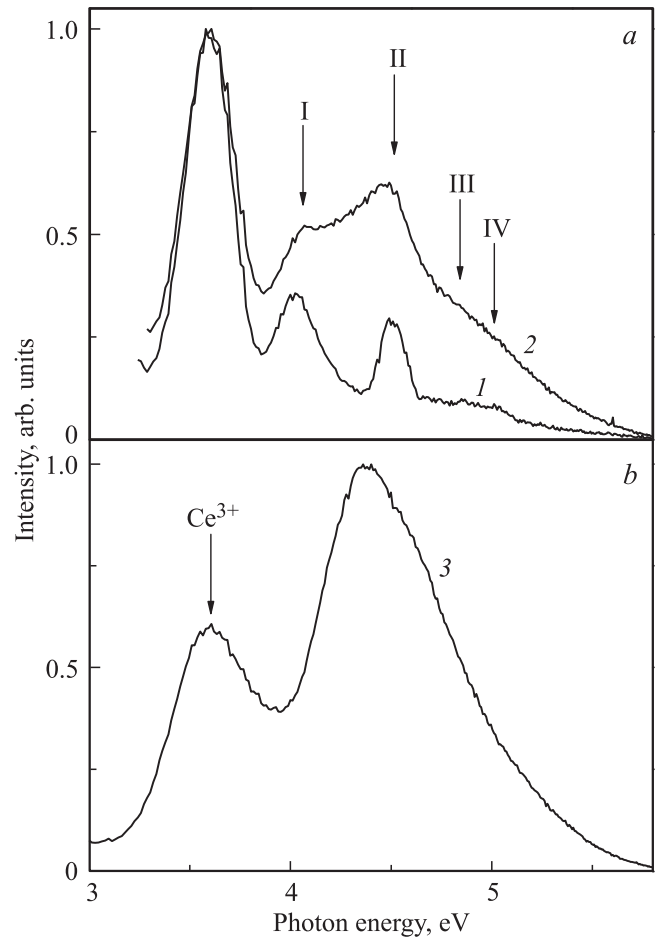 1.0
a
II
I
III
0.5
IV
2
1
0
Intensity, arb. units
1.0
b
Ce³⁺
3
0.5
0
3
4
5
Photon energy, eV